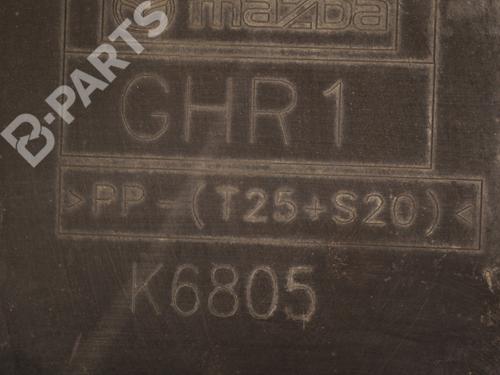 mazda
GHR1
>PP-(T25+S20)<
K6805
B-PARTS